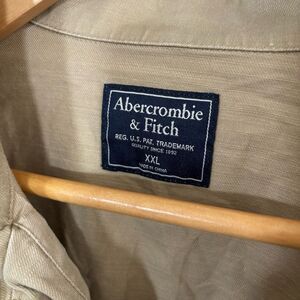 Abercrombie
& Fitch
REG. U.S. PAT. TRADEMARK
QUALITY SINCE 1892
XXL
MADE IN CHINA